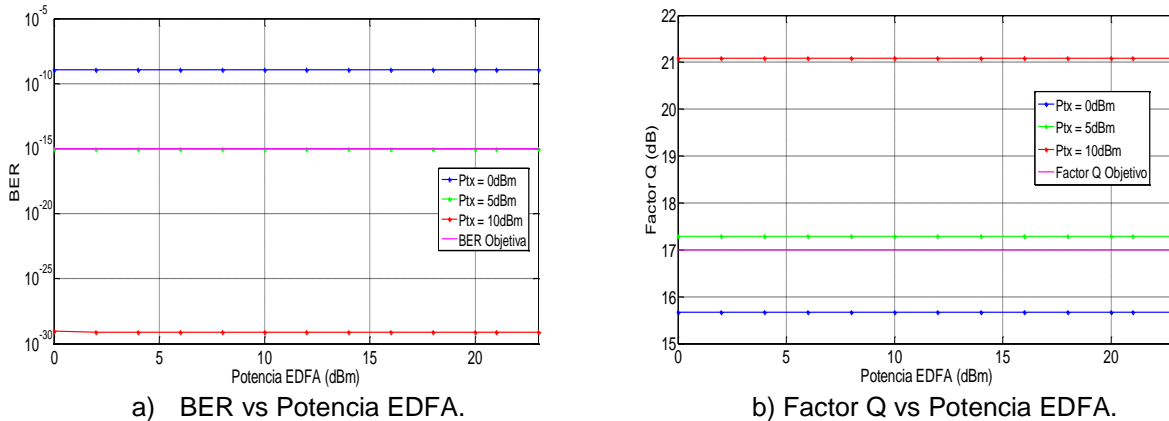 10^-5
10^-10
10^-15
10^-20
10^-25
10^-30
BER
0
5
10
15
20
Potencia EDFA (dBm)
Ptx = 0dBm
Ptx = 5dBm
Ptx = 10dBm
BER Objetiva
a) BER vs Potencia EDFA.
22
21
20
19
18
17
16
15
Factor Q (dB)
0
5
10
15
20
Potencia EDFA (dBm)
Ptx = 0dBm
Ptx = 5dBm
Ptx = 10dBm
Factor Q Objetivo
b) Factor Q vs Potencia EDFA.